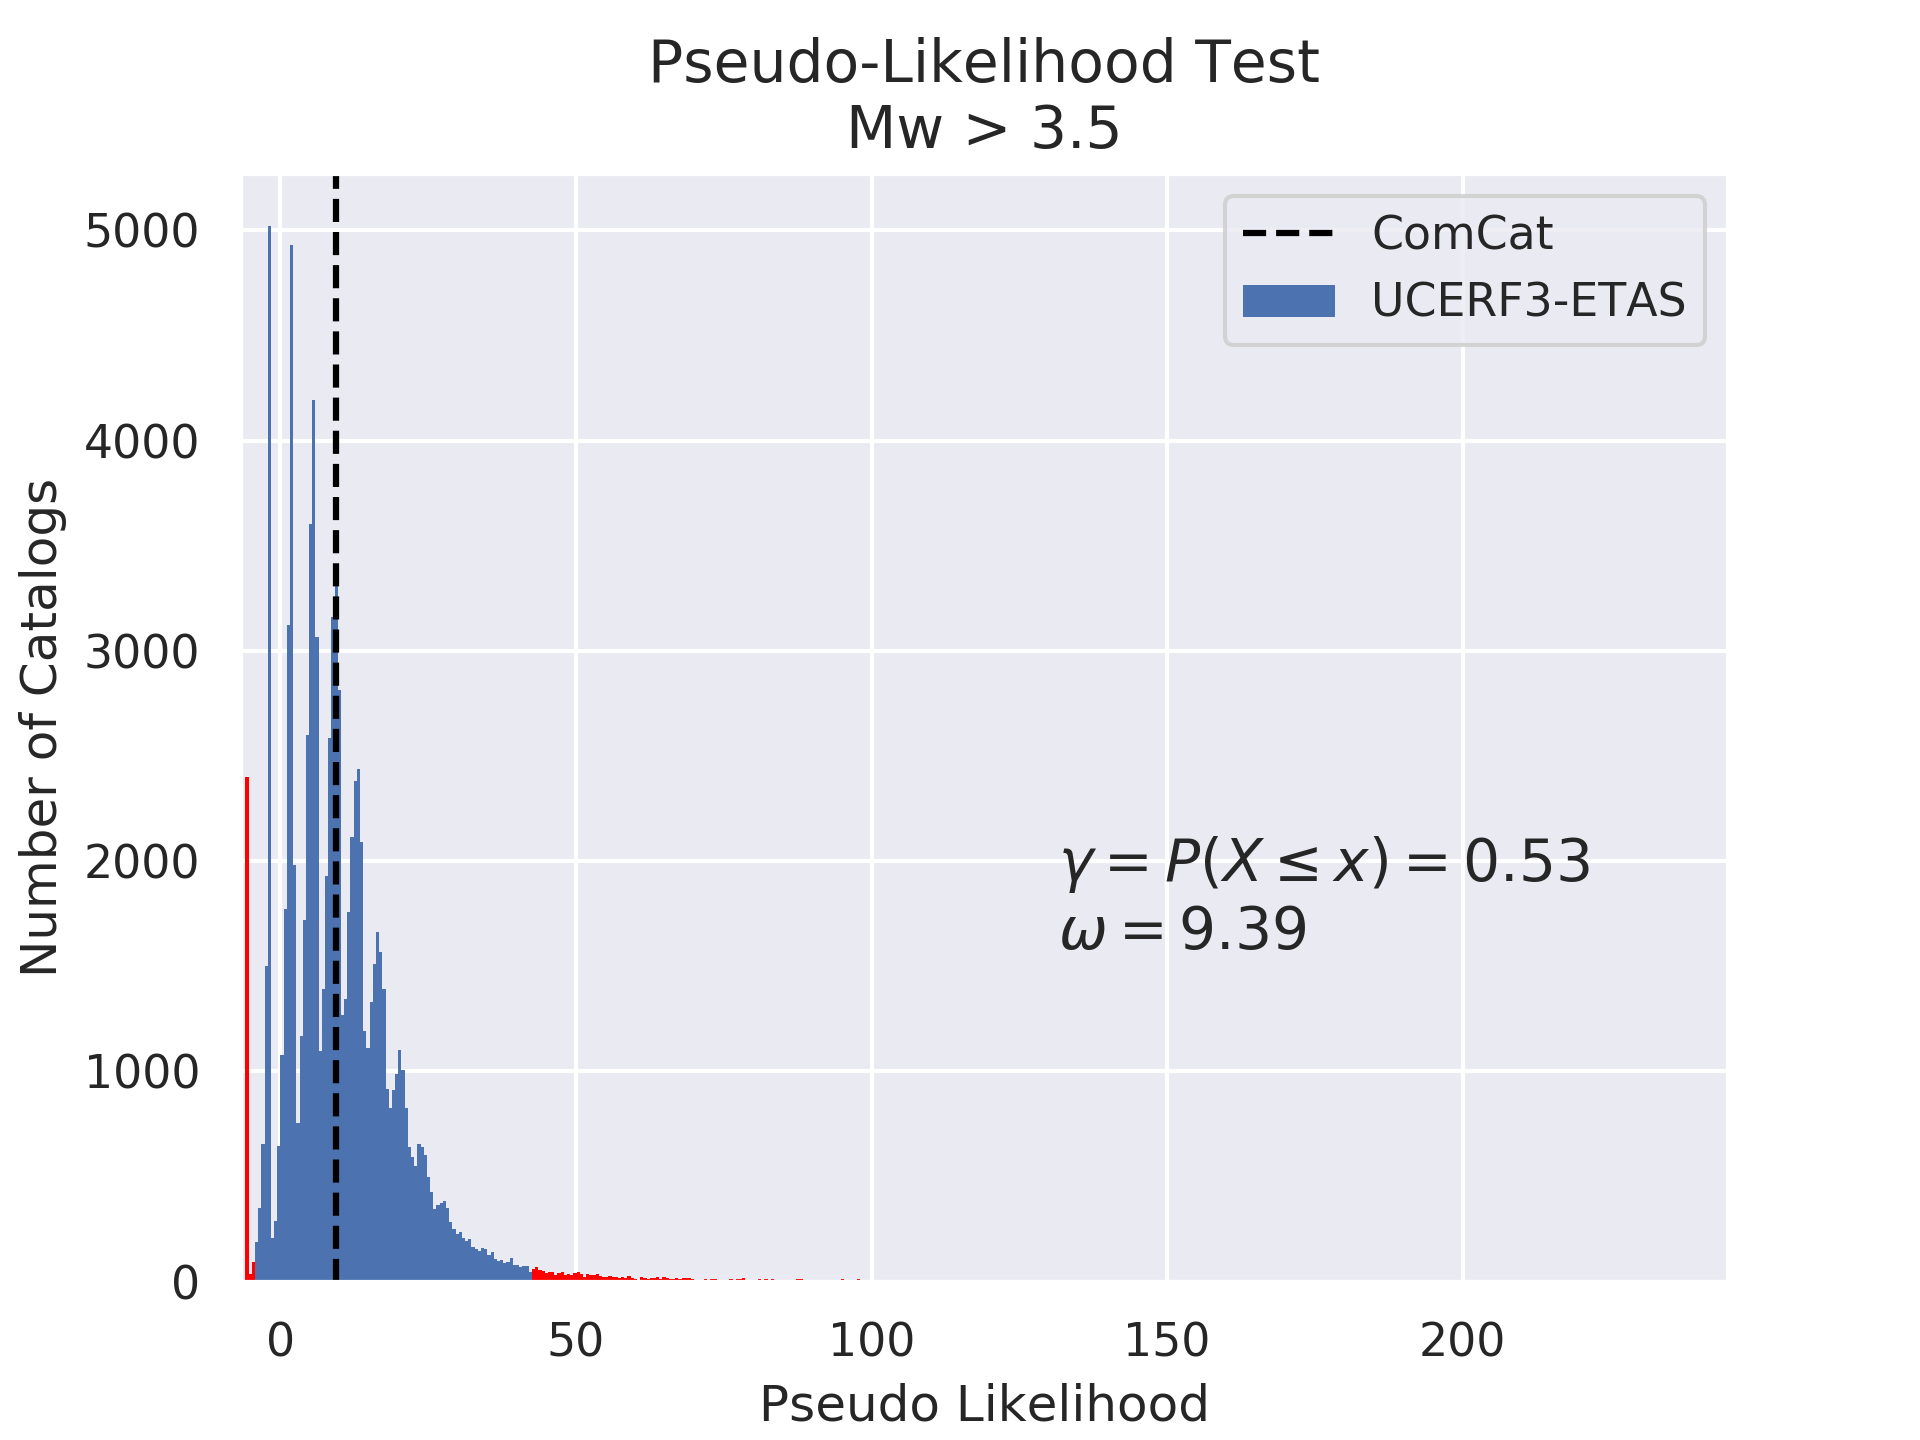 Pseudo-Likelihood Test
Mw > 3.5
5000
4000
3000
2000
1000
0
Number of Catalogs
ComCat
UCERF3-ETAS
γ = P(X ≤ x) = 0.53
ω = 9.39
0 50 100 150 200
Pseudo Likelihood